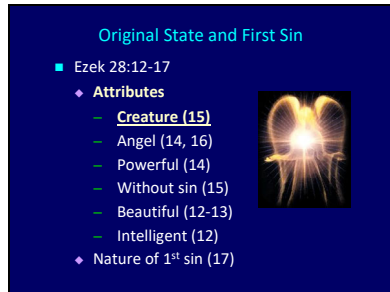 Original State and First Sin
■ Ezek 28:12-17
◆ Attributes
– Creature (15)
– Angel (14, 16)
– Powerful (14)
– Without sin (15)
– Beautiful (12-13)
– Intelligent (12)
◆ Nature of 1st sin (17)